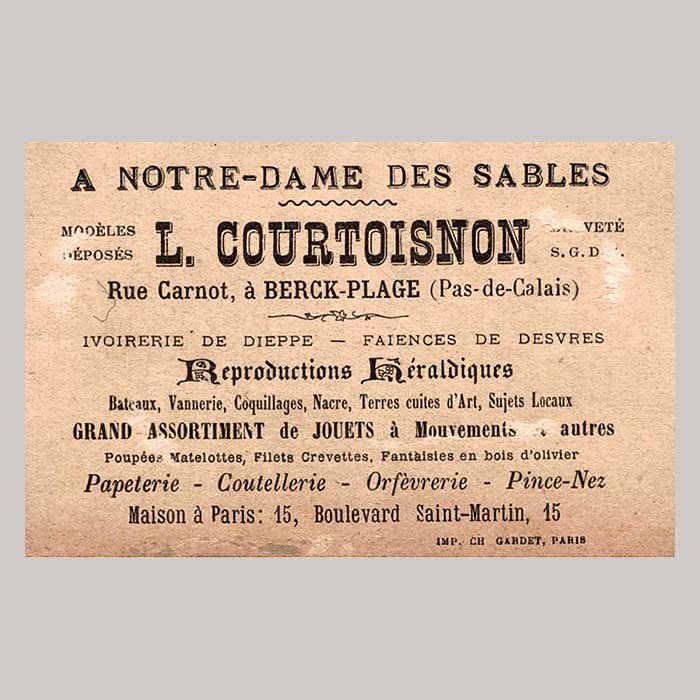 A NOTRE-DAME DES SABLES
MODÈLES DÉPOSÉS
L. COURTOISNON
S.G.D.
Rue Carnot, à BERCK-PLAGE (Pas-de-Calais)
IVOIRERIE DE DIEPPE — FAIENCES DE DESVRES
Reproductions Héraldiques
Bateaux, Vannerie, Coquillages, Nacre, Terres cuites d'Art, Sujets Locaux
GRAND ASSORTIMENT de JOUETS à Mouvements autres
Poupées Matelottes, Filets Crevettes, Fantaisies en bois d'olivier
Papeterie - Coutellerie - Orfèvrerie - Pince-Nez
Maison à Paris: 15, Boulevard Saint-Martin, 15
IMP. CH GARDET, PARIS